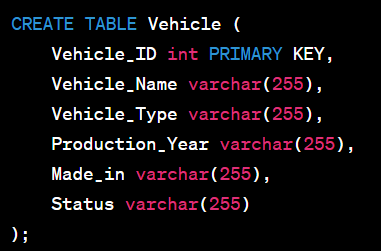 CREATE TABLE Vehicle (
    Vehicle_ID int PRIMARY KEY,
    Vehicle_Name varchar(255),
    Vehicle_Type varchar(255),
    Production_Year varchar(255),
    Made_in varchar(255),
    Status varchar(255)
);